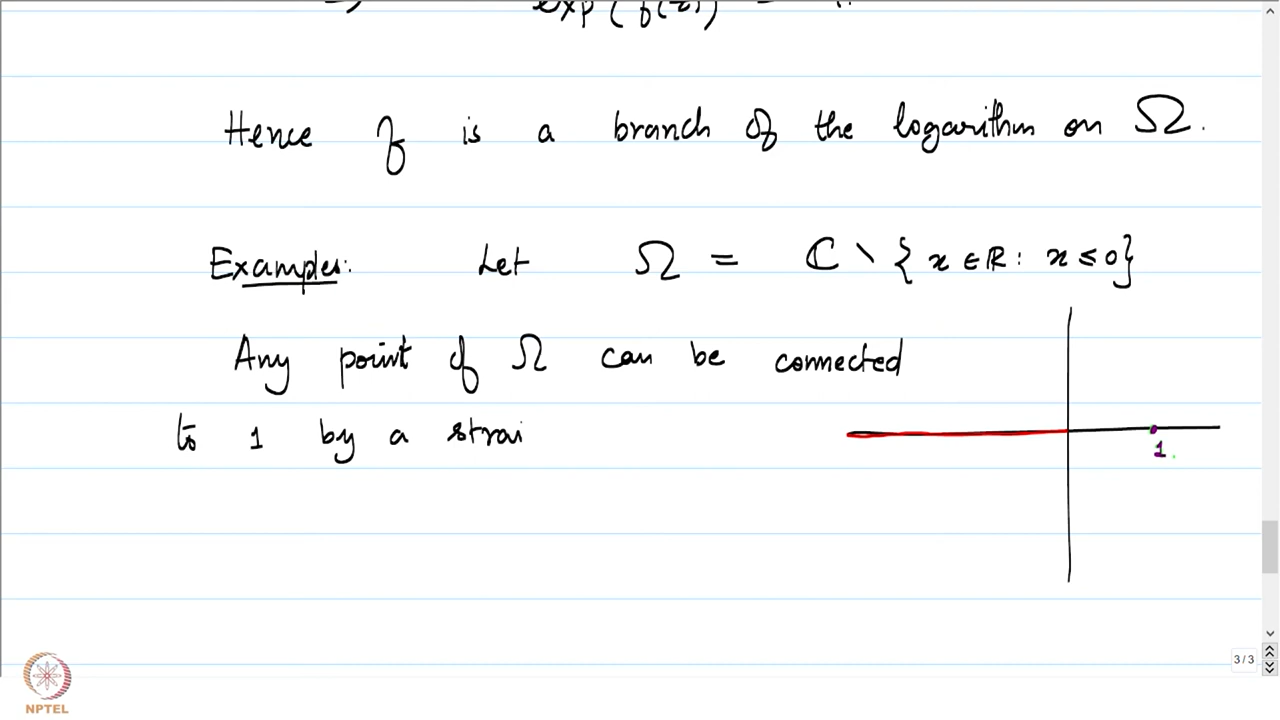 exp(f(z)) =
Hence f is a branch of the logarithm on Ω.
Examples: Let Ω = ℂ \ { x ∈ ℝ : x ≤ 0}
Any point of Ω can be connected
to 1 by a strai
1.
3/3
NPTEL